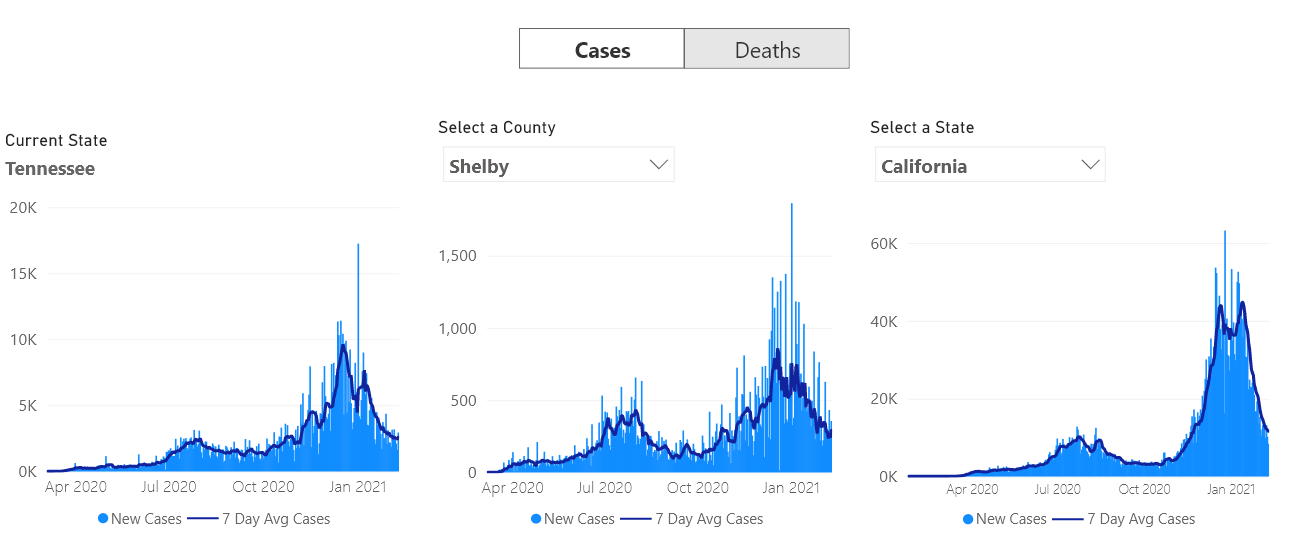 Cases
Deaths
Current State
Tennessee
20K
15K
10K
5K
0K
Apr 2020
Jul 2020
Oct 2020
Jan 2021
New Cases
7 Day Avg Cases
Select a County
Shelby
1,500
1,000
500
0
Apr 2020
Jul 2020
Oct 2020
Jan 2021
New Cases
7 Day Avg Cases
Select a State
California
60K
40K
20K
0K
Apr 2020
Jul 2020
Oct 2020
Jan 2021
New Cases
7 Day Avg Cases